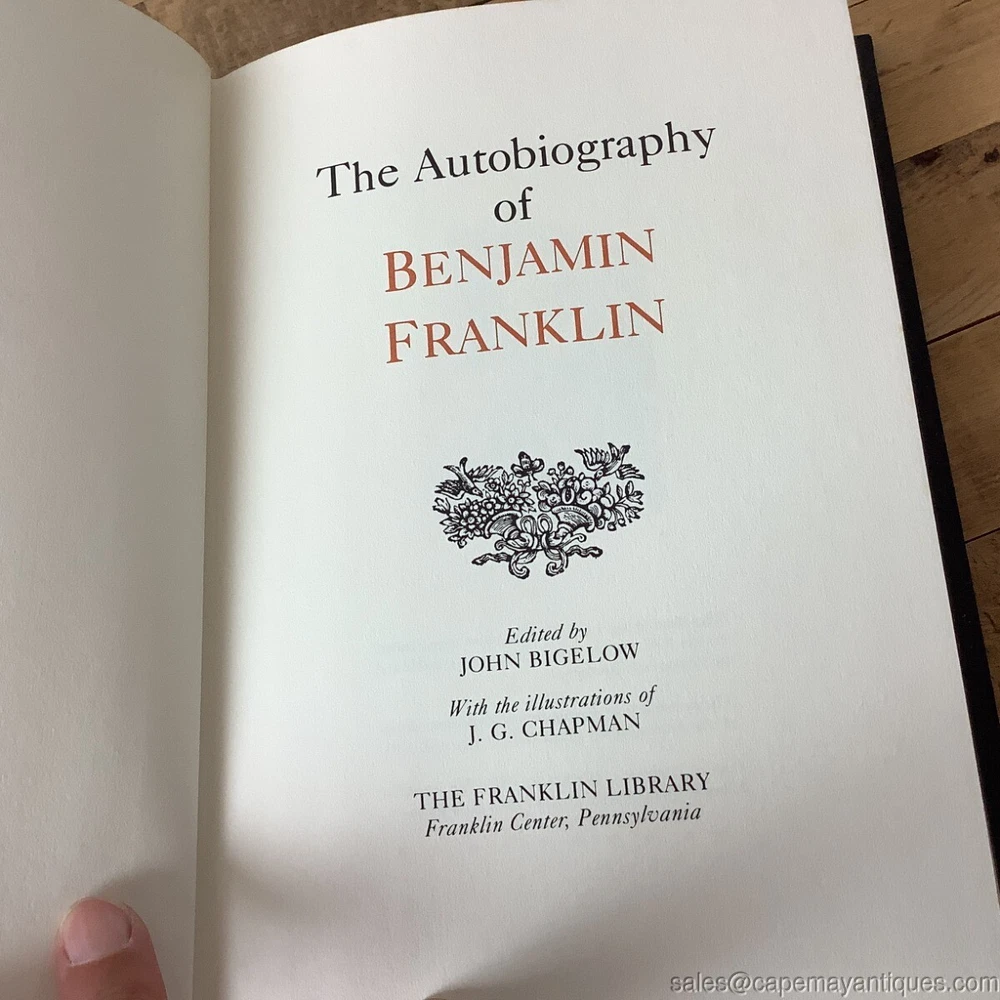 The Autobiography
of
BENJAMIN
FRANKLIN
Edited by
JOHN BIGELOW
With the illustrations of
J. G. CHAPMAN
THE FRANKLIN LIBRARY
Franklin Center, Pennsylvania
sales@capemayantiques.com